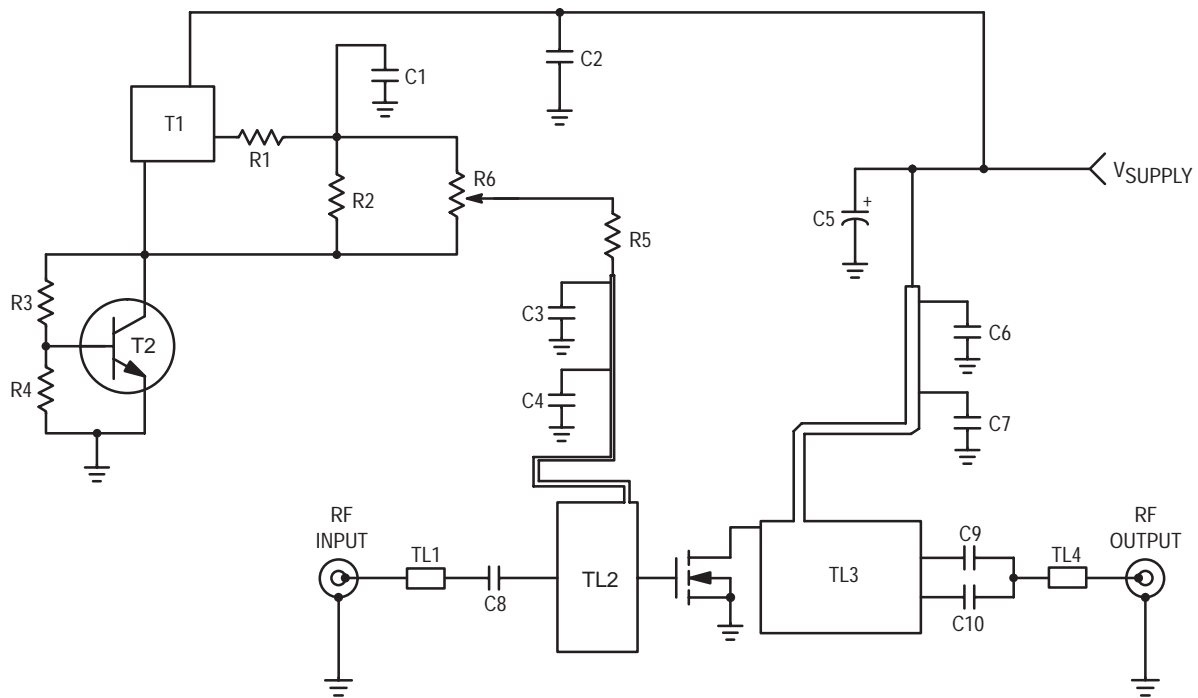 C2
C1
T1
R1
R6
VSUPPLY
R2
C5
+
R5
R3
C3
C6
T2
R4
C4
C7
RF
INPUT
RF
OUTPUT
TL1
C9
TL4
TL2
TL3
C8
C10